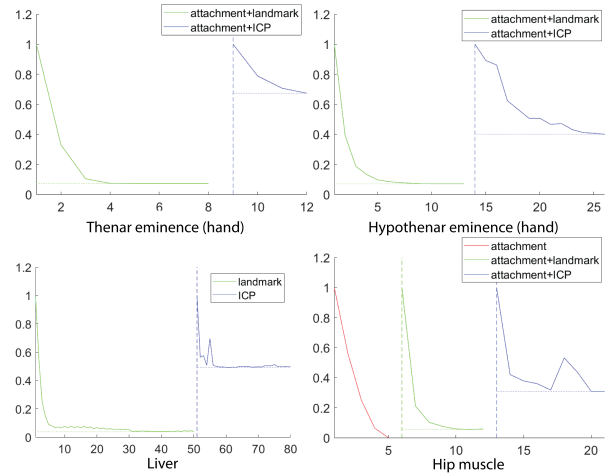 attachment+landmark
attachment+ICP
1.2
1
0.8
0.6
0.4
0.2
0
2 4 6 8 10 12
Thenar eminence (hand)
attachment+landmark
attachment+ICP
1.2
1
0.8
0.6
0.4
0.2
0
5 10 15 20 25
Hypothenar eminence (hand)
landmark
ICP
1.2
1
0.8
0.6
0.4
0.2
0
10 20 30 40 50 60 70 80
Liver
attachment
attachment+landmark
attachment+ICP
1.2
1
0.8
0.6
0.4
0.2
0
5 10 15 20
Hip muscle